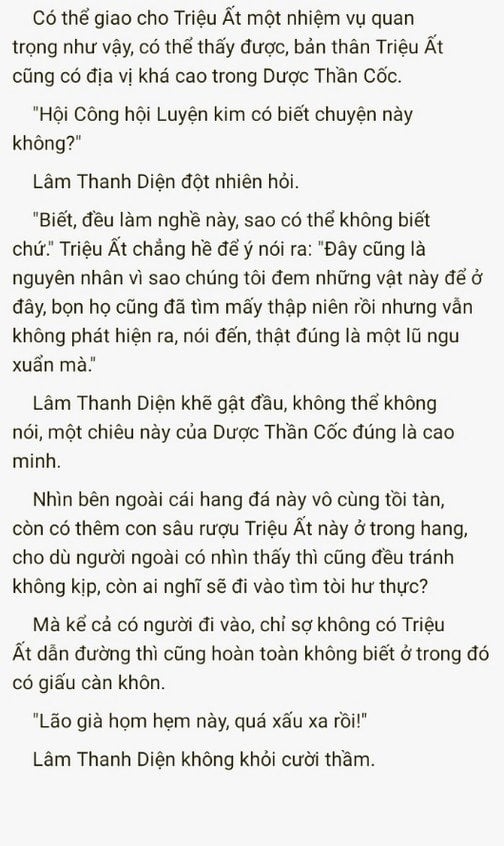 Có thể giao cho Triệu Ất một nhiệm vụ quan
trọng như vậy, có thể thấy được, bản thân Triệu Ất
cũng có địa vị khá cao trong Dược Thần Cốc.
"Hội Công hội Luyện kim có biết chuyện này
không?"
Lâm Thanh Diện đột nhiên hỏi.
"Biết, đều làm nghề này, sao có thể không biết
chứ." Triệu Ất chẳng hề để ý nói ra: "Đây cũng là
nguyên nhân vì sao chúng tôi đem những vật này để ở
đây, bọn họ cũng đã tìm mấy thập niên rồi nhưng vẫn
không phát hiện ra, nói đến, thật đúng là một lũ ngu
xuẩn mà."
Lâm Thanh Diện khẽ gật đầu, không thể không
nói, một chiêu này của Dược Thần Cốc đúng là cao
minh.
Nhìn bên ngoài cái hang đá này vô cùng tồi tàn,
còn có thêm con sâu rượu Triệu Ất này ở trong hang,
cho dù người ngoài có nhìn thấy thì cũng đều tránh
không kịp, còn ai nghĩ sẽ đi vào tìm tòi hư thực?
Mà kể cả có người đi vào, chỉ sợ không có Triệu
Ất dẫn đường thì cũng hoàn toàn không biết ở trong đó
có giấu càn khôn.
"Lão già họm hẹm này, quá xấu xa rồi!"
Lâm Thanh Diện không khỏi cười thầm.